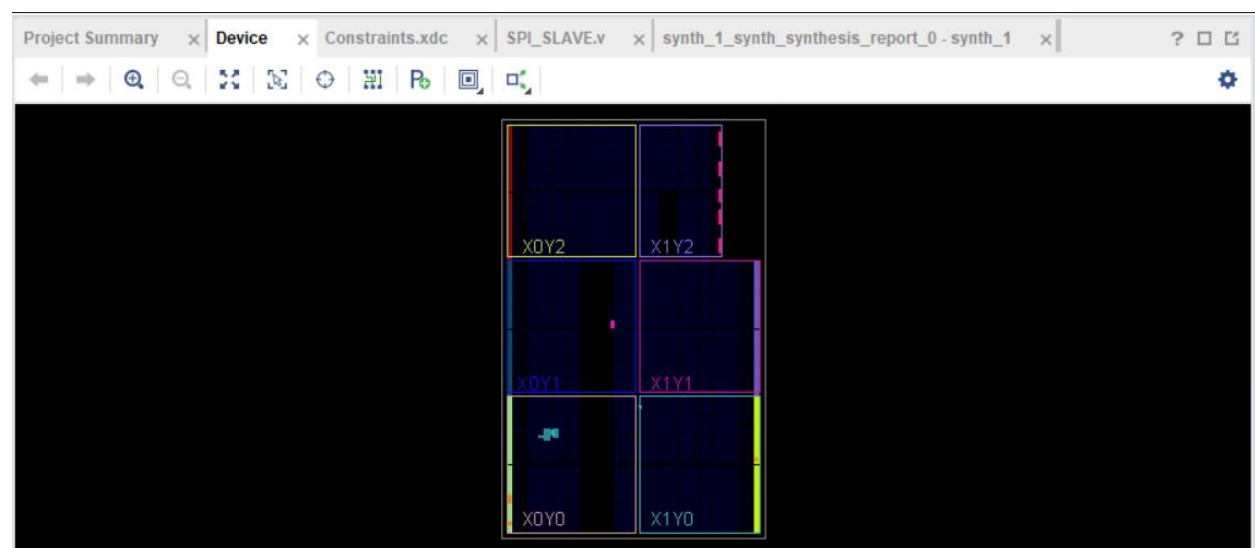 Project Summary × Device × Constraints.xdc × SPI_SLAVE.v × synth_1_synth_synthesis_report_0 - synth_1 × ?
X0Y2 X1Y2
X0Y1 X1Y1
X0Y0 X1Y0